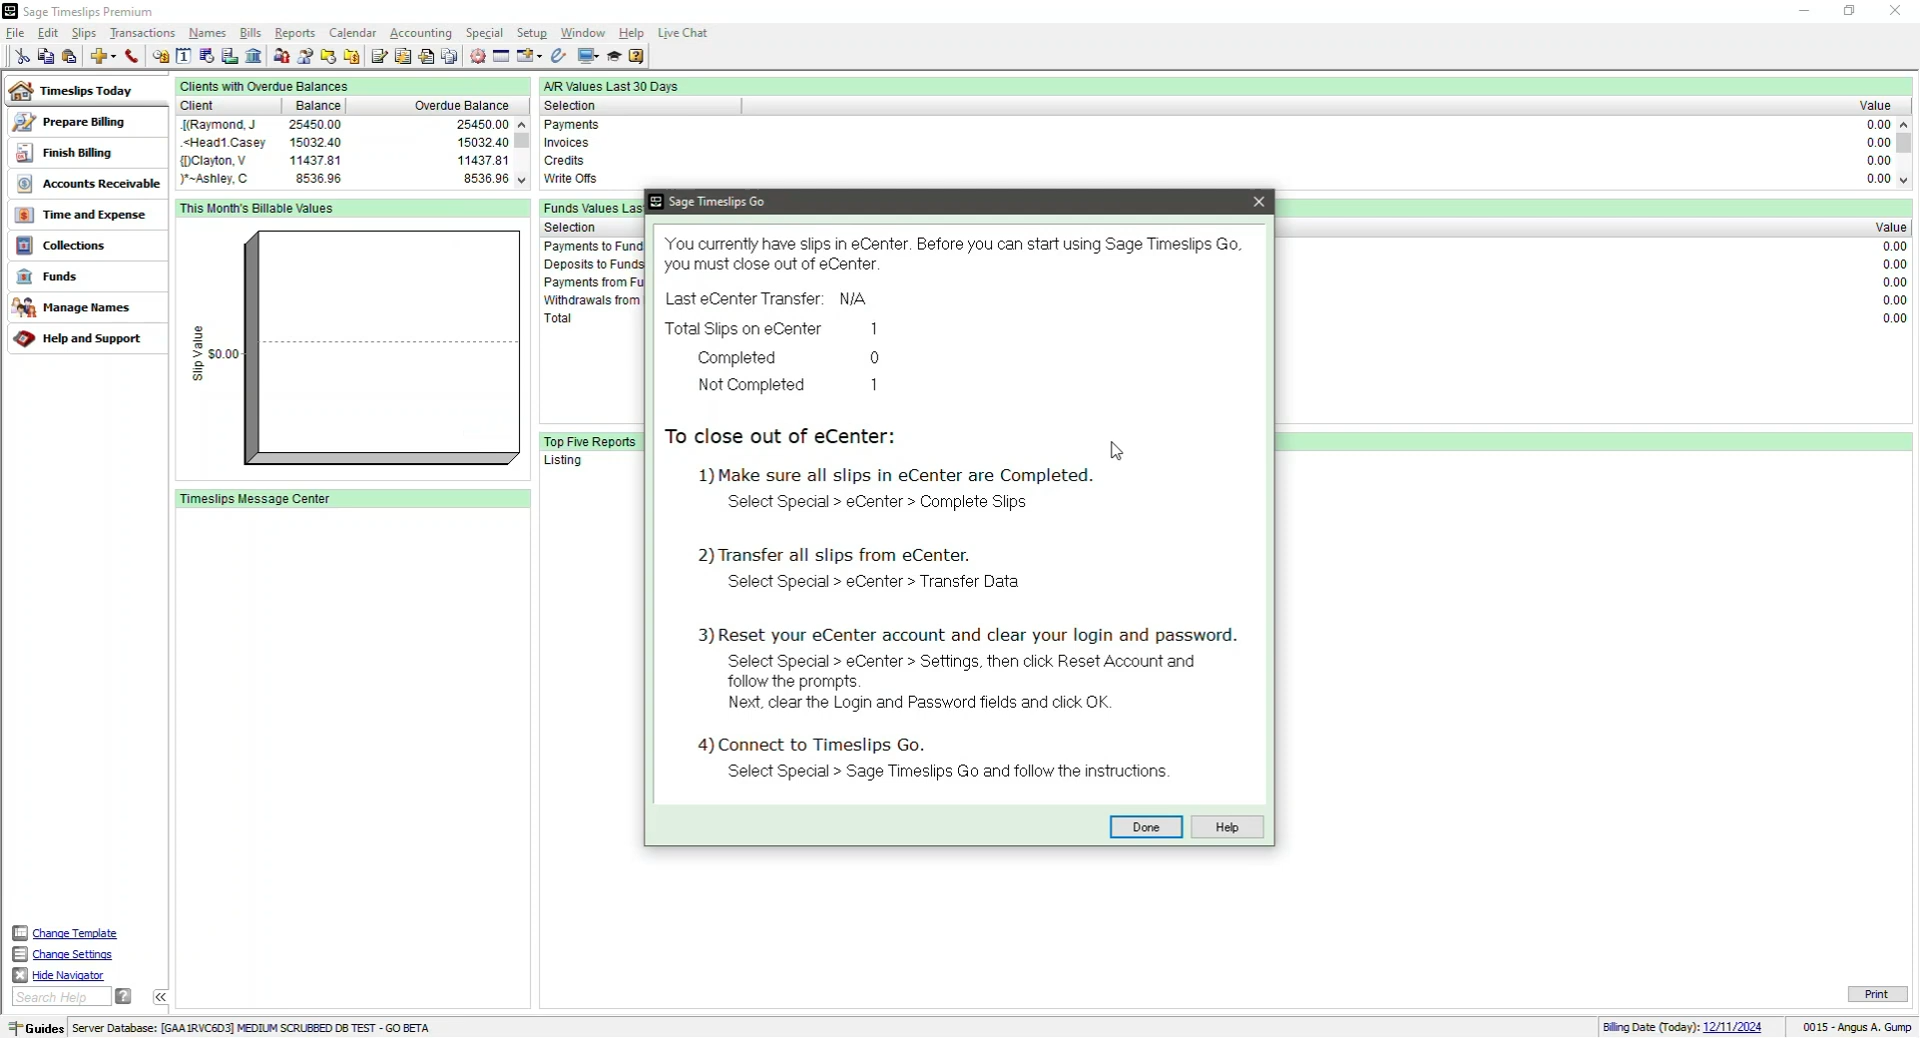 Sage Timeslips Premium
File Edit Slips Transactions Names Bills Reports Calendar Accounting Special Setup Window Help Live Chat
Timeslips Today
Prepare Billing
Finish Billing
Accounts Receivable
Time and Expense
Collections
Funds
Manage Names
Help and Support
Clients with Overdue Balances
Client Balance Overdue Balance
.[(Raymond, J 25450.00 25450.00
.<Head1.Casey 15032.40 15032.40
{[)Clayton, V 11437.81 11437.81
)*~Ashley, C 8536.96 8536.96
This Month's Billable Values
Slip Value
$0.00
Timeslips Message Center
A/R Values Last 30 Days
Selection Value
Payments 0.00
Invoices 0.00
Credits 0.00
Write Offs 0.00
Funds Values Las
Selection Value
Payments to Fund 0.00
Deposits to Funds 0.00
Payments from Fu 0.00
Withdrawals from 0.00
Total 0.00
Top Five Reports
Listing
Sage Timeslips Go
You currently have slips in eCenter. Before you can start using Sage Timeslips Go,
you must close out of eCenter.
Last eCenter Transfer: N/A
Total Slips on eCenter 1
Completed 0
Not Completed 1
To close out of eCenter:
1) Make sure all slips in eCenter are Completed.
Select Special > eCenter > Complete Slips
2) Transfer all slips from eCenter.
Select Special > eCenter > Transfer Data
3) Reset your eCenter account and clear your login and password.
Select Special > eCenter > Settings, then click Reset Account and
follow the prompts.
Next, clear the Login and Password fields and click OK.
4) Connect to Timeslips Go.
Select Special > Sage Timeslips Go and follow the instructions.
Done Help
Change Template
Change Settings
Hide Navigator
Search Help
Print
Guides Server Database: [GAA1RVC6D3] MEDIUM SCRUBBED DB TEST - GO BETA Billing Date (Today): 12/11/2024 0015 - Angus A. Gump